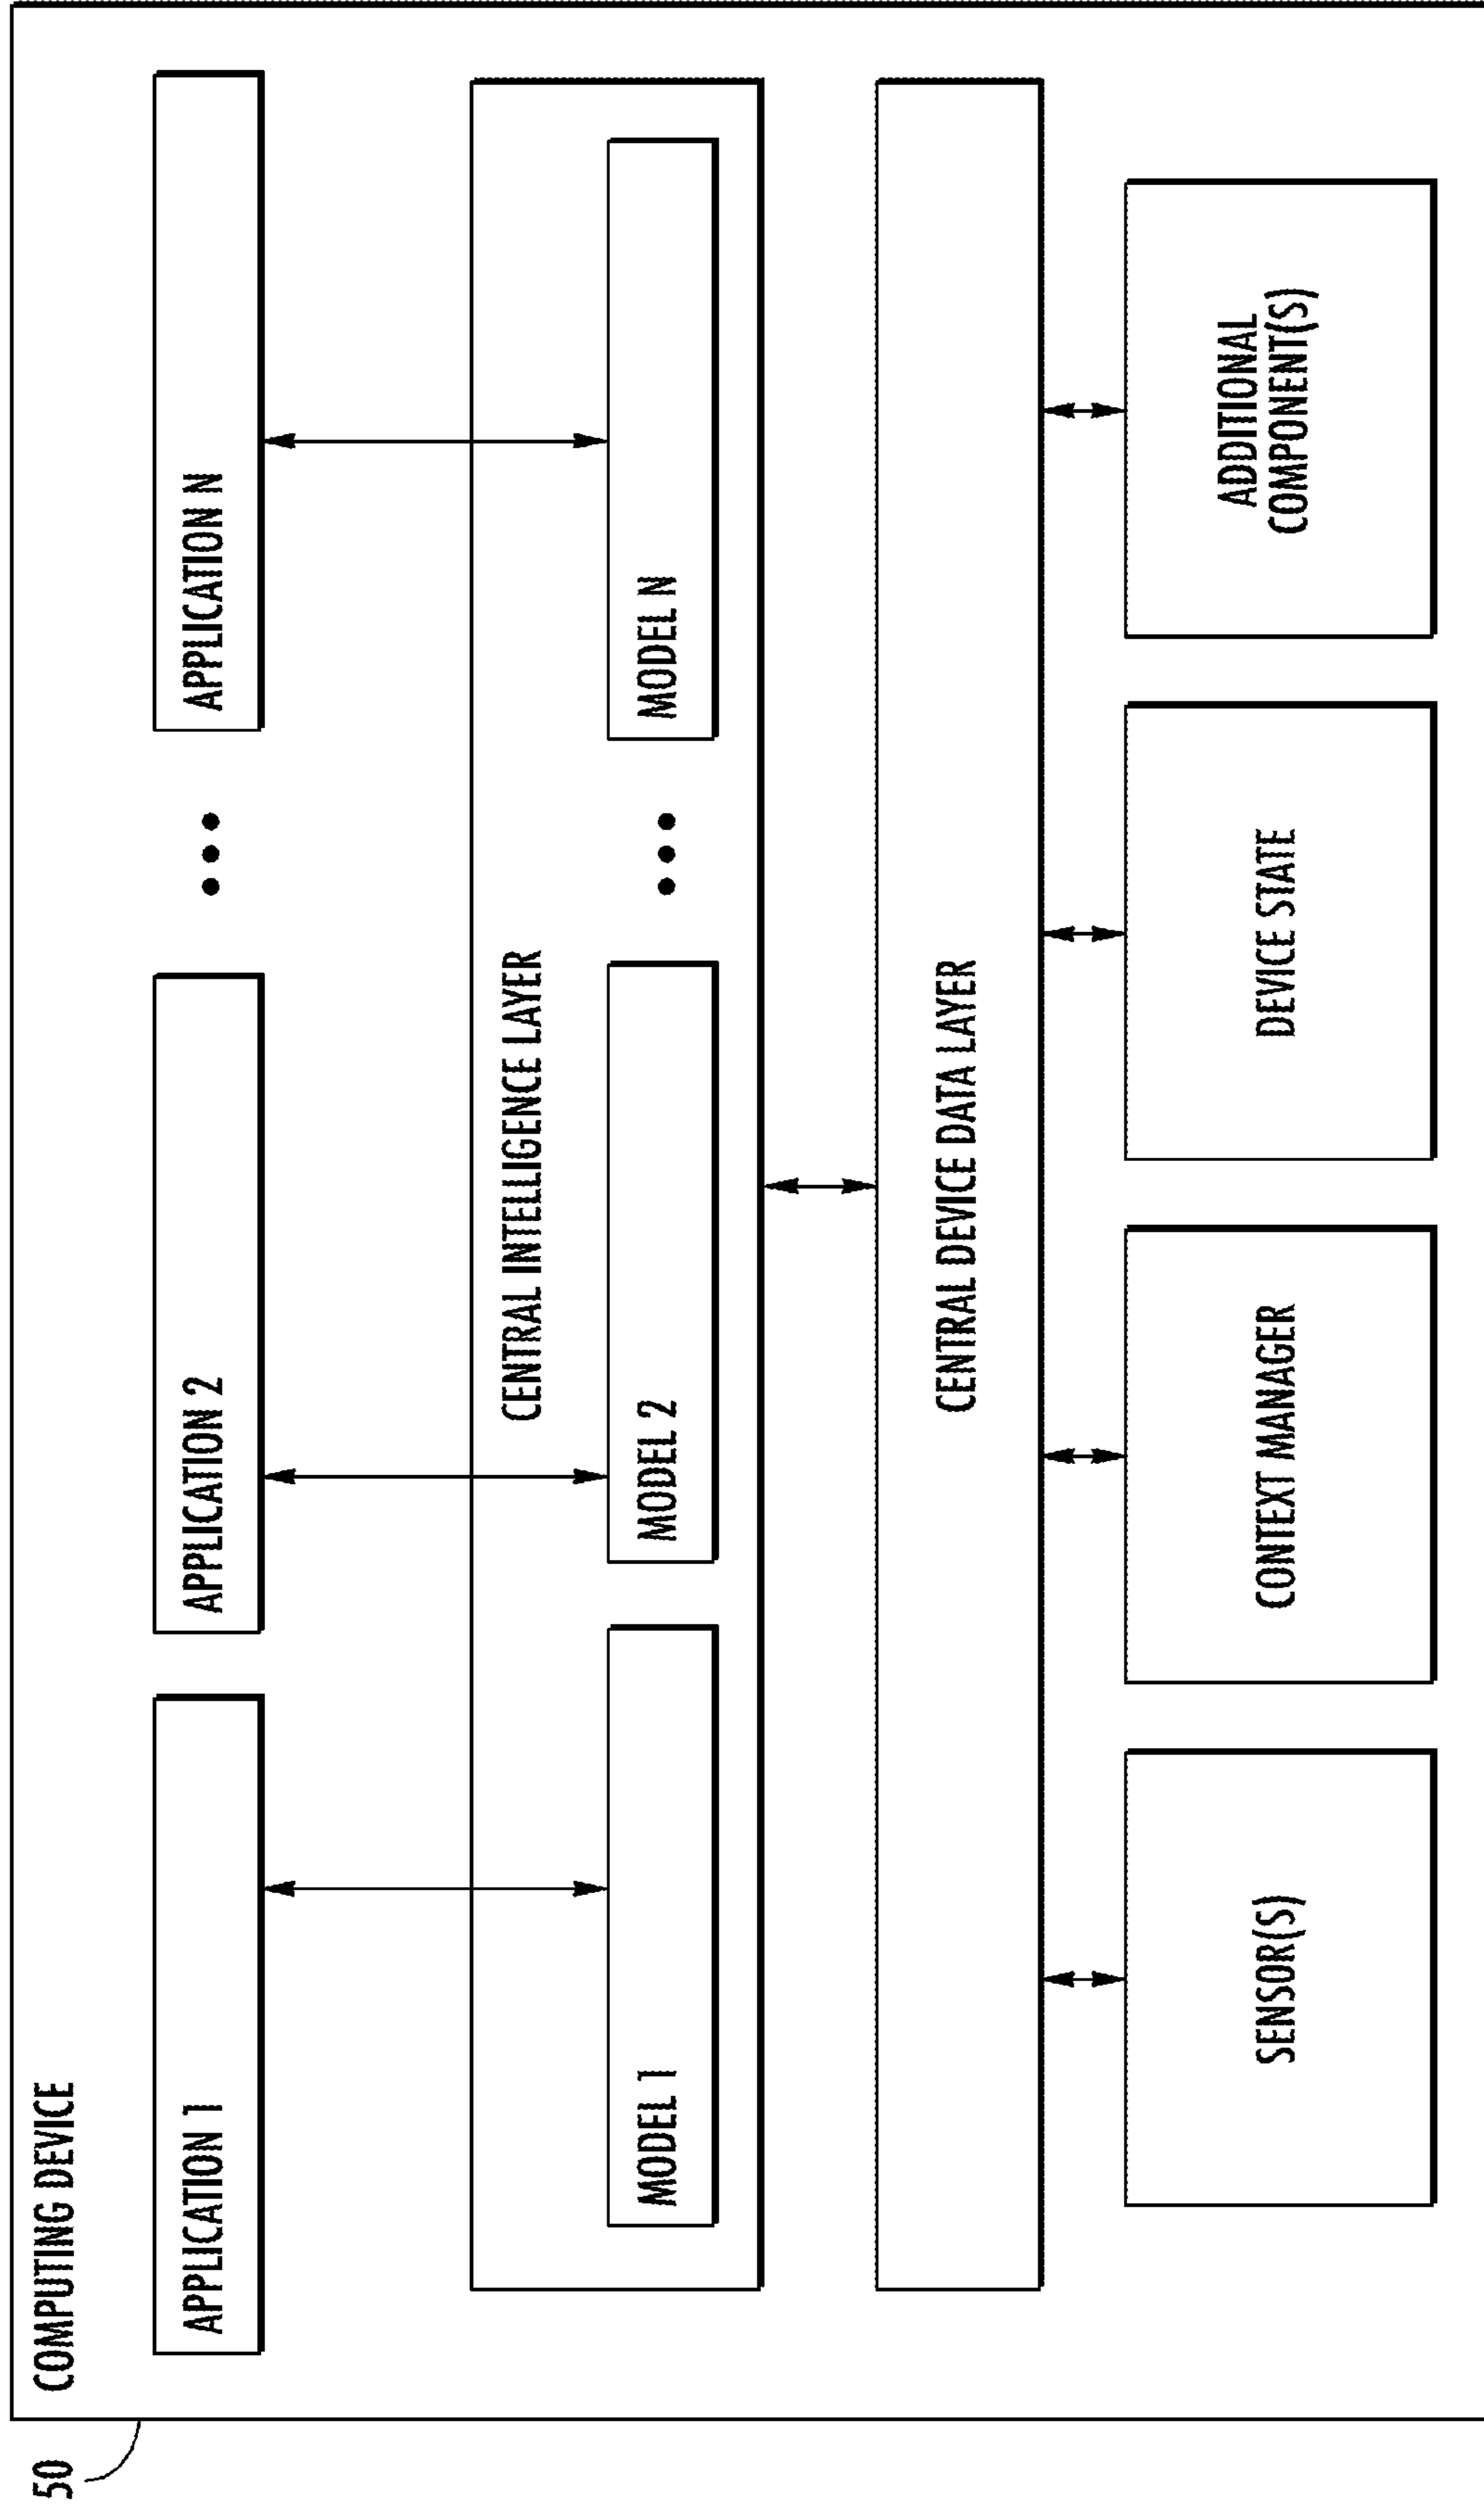 50
COMPUTING DEVICE
APPLICATION 1
APPLICATION 2
APPLICATION N
CENTRAL INTELLIGENCE LAYER
MODEL 1
MODEL 2
MODEL N
CENTRAL DEVICE DATA LAYER
SENSOR(S)
CONTEXT MANAGER
DEVICE STATE
ADDITIONAL
COMPONENT(S)